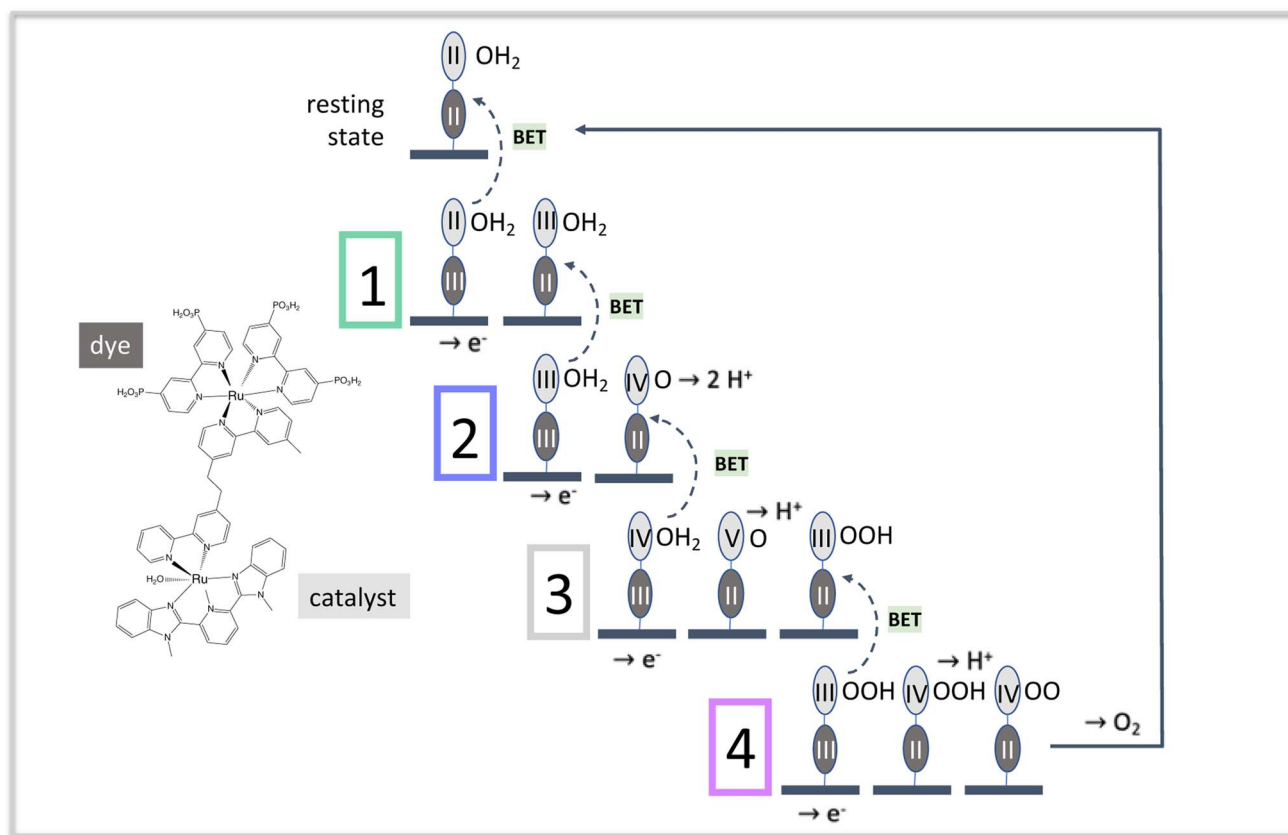 II OH₂
resting
state
II
BET
II OH₂ III OH₂
1
III II
BET
→ e⁻
PO₃H₂
H₂O₃P
dye
III OH₂ IV O → 2 H⁺
H₂O₃P
PO₃H₂
N N
N Ru N
N N
2
III II
BET
→ e⁻
→ H⁺
IV OH₂ V O III OOH
N N
H₂O Ru N
N N N
N
3
III II II
catalyst
BET
→ e⁻
→ H⁺
III OOH IV OOH IV OO
→ O₂
4
III II II
→ e⁻